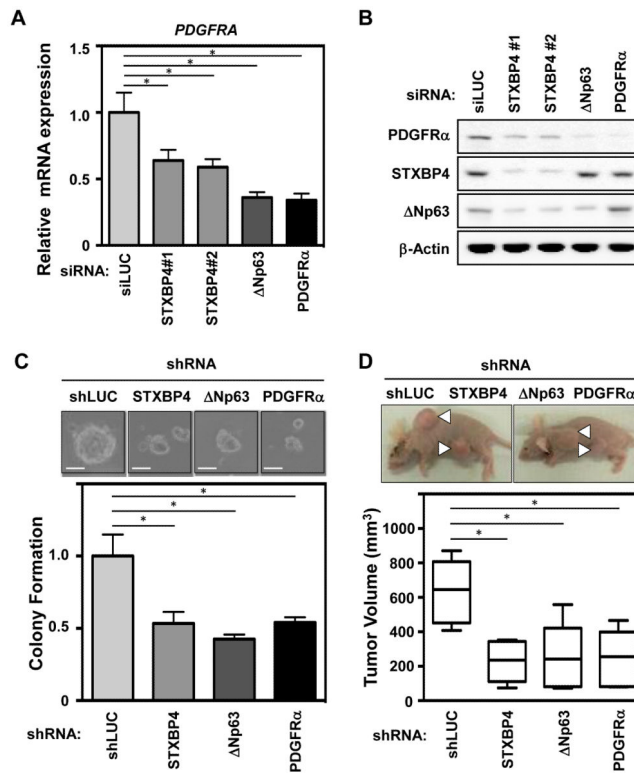 A
PDGFRA
Relative mRNA expression
1.5
1.0
0.5
0
* 
*
*
*
siRNA:
siLUC
STXBP4#1
STXBP4#2
ΔNp63
PDGFRα
B
siRNA:
siLUC
STXBP4 #1
STXBP4 #2
ΔNp63
PDGFRα
PDGFRα
STXBP4
ΔNp63
β-Actin
C
shRNA
shLUC STXBP4 ΔNp63 PDGFRα
Colony Formation
1.0
0.5
0
*
*
*
shRNA:
shLUC
STXBP4
ΔNp63
PDGFRα
D
shRNA
shLUC STXBP4 ΔNp63 PDGFRα
Tumor Volume (mm³)
1000
800
600
400
200
0
*
*
*
shRNA:
shLUC
STXBP4
ΔNp63
PDGFRα